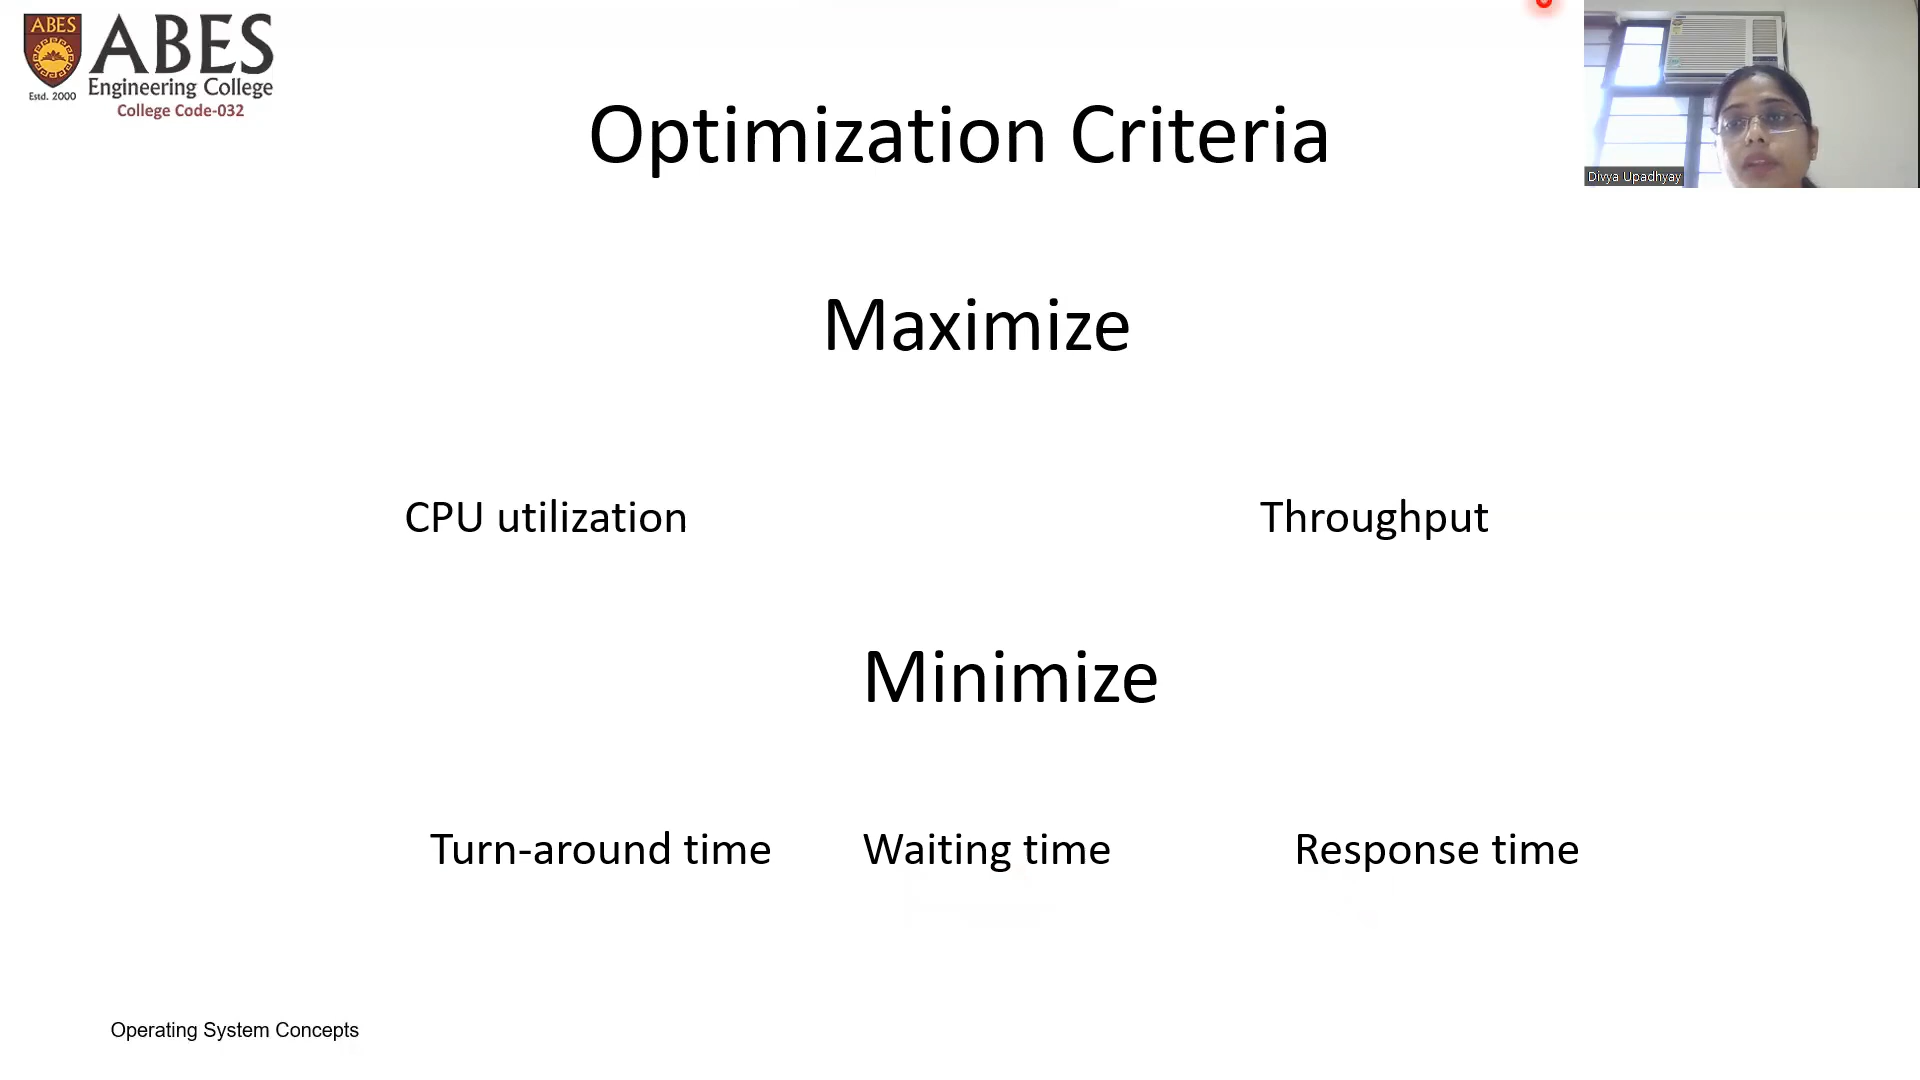 ABES
ABES
Engineering College
Estd. 2000
College Code-032
Divya Upadhyay
Optimization Criteria
Maximize
CPU utilization
Throughput
Minimize
Turn-around time
Waiting time
Response time
Operating System Concepts